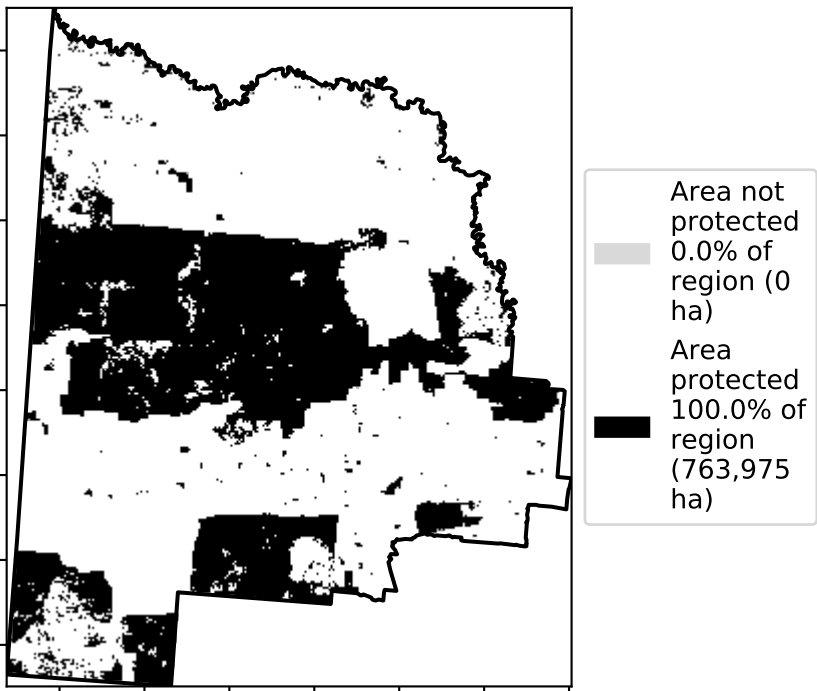 Area not
protected
0.0% of
region (0
ha)
Area
protected
100.0% of
region
(763,975
ha)